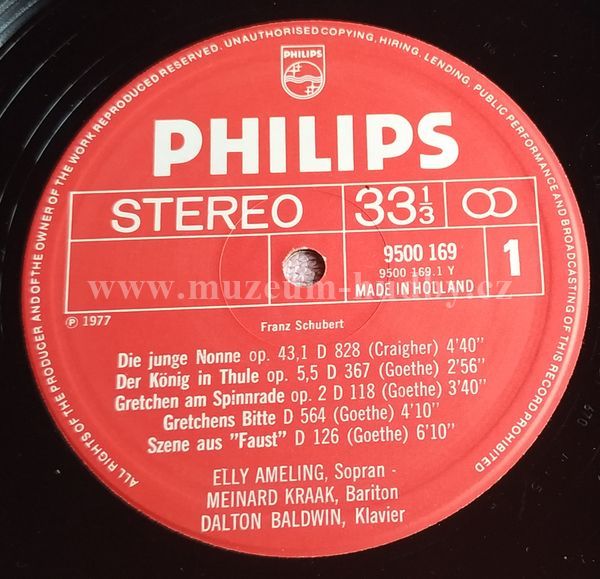 ALL RIGHTS OF THE PRODUCER AND OF THE OWNER OF THE WORK REPRODUCED RESERVED. UNAUTHORISED COPYING, HIRING, LENDING, PUBLIC PERFORMANCE AND BROADCASTING OF THIS RECORD PROHIBITED
PHILIPS
PHILIPS
STEREO 33 1/3
9500 169
9500 169.1 Y
MADE IN HOLLAND
1
www.muzeum-hudby.cz
℗ 1977
Franz Schubert
Die junge Nonne op. 43,1 D 828 (Craigher) 4'40"
Der König in Thule op. 5,5 D 367 (Goethe) 2'56"
Gretchen am Spinnrade op. 2 D 118 (Goethe) 3'40"
Gretchens Bitte D 564 (Goethe) 4'10"
Szene aus "Faust" D 126 (Goethe) 6'10"
ELLY AMELING, Sopran -
MEINARD KRAAK, Bariton
DALTON BALDWIN, Klavier